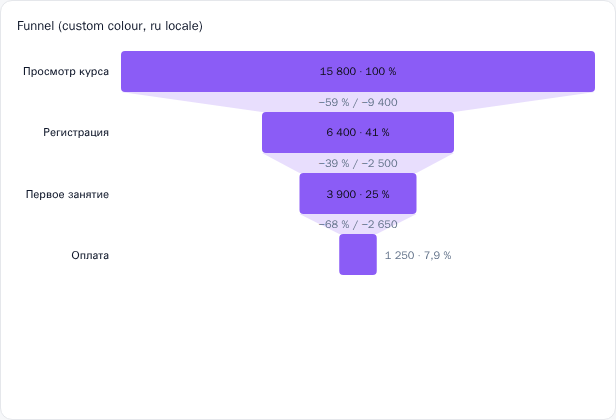 Funnel (custom colour, ru locale)
Просмотр курса
15 800 · 100 %
−59 % / −9 400
Регистрация
6 400 · 41 %
−39 % / −2 500
Первое занятие
3 900 · 25 %
−68 % / −2 650
Оплата
1 250 · 7,9 %